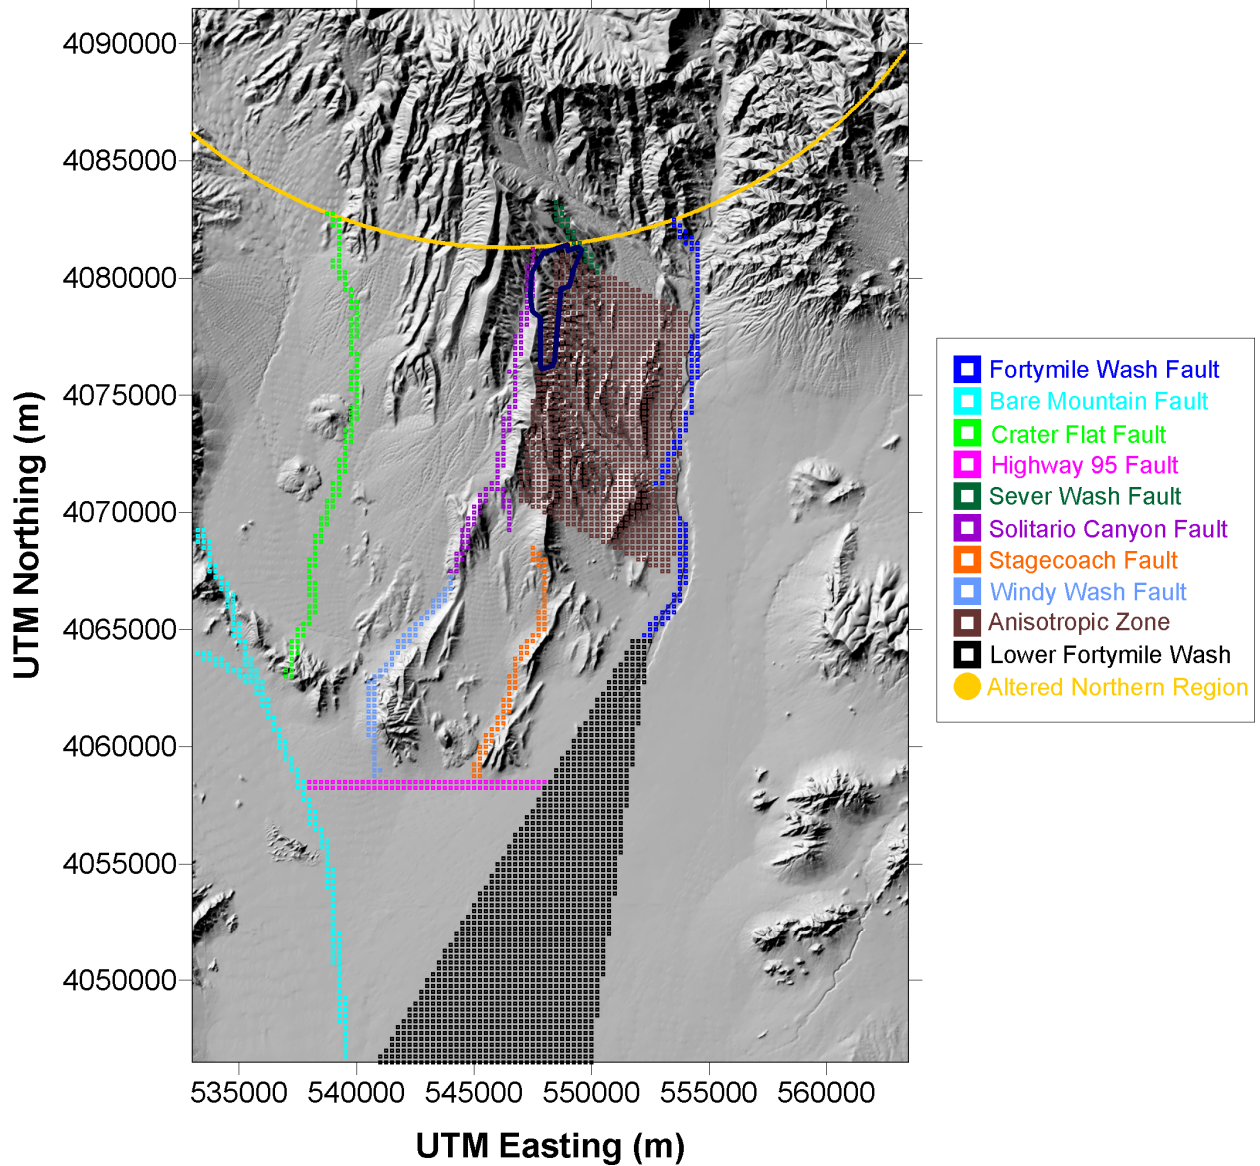 4090000
4085000
4080000
4075000
4070000
4065000
4060000
4055000
4050000
UTM Northing (m)
535000 540000 545000 550000 555000 560000
UTM Easting (m)
Fortymile Wash Fault
Bare Mountain Fault
Crater Flat Fault
Highway 95 Fault
Sever Wash Fault
Solitario Canyon Fault
Stagecoach Fault
Windy Wash Fault
Anisotropic Zone
Lower Fortymile Wash
Altered Northern Region